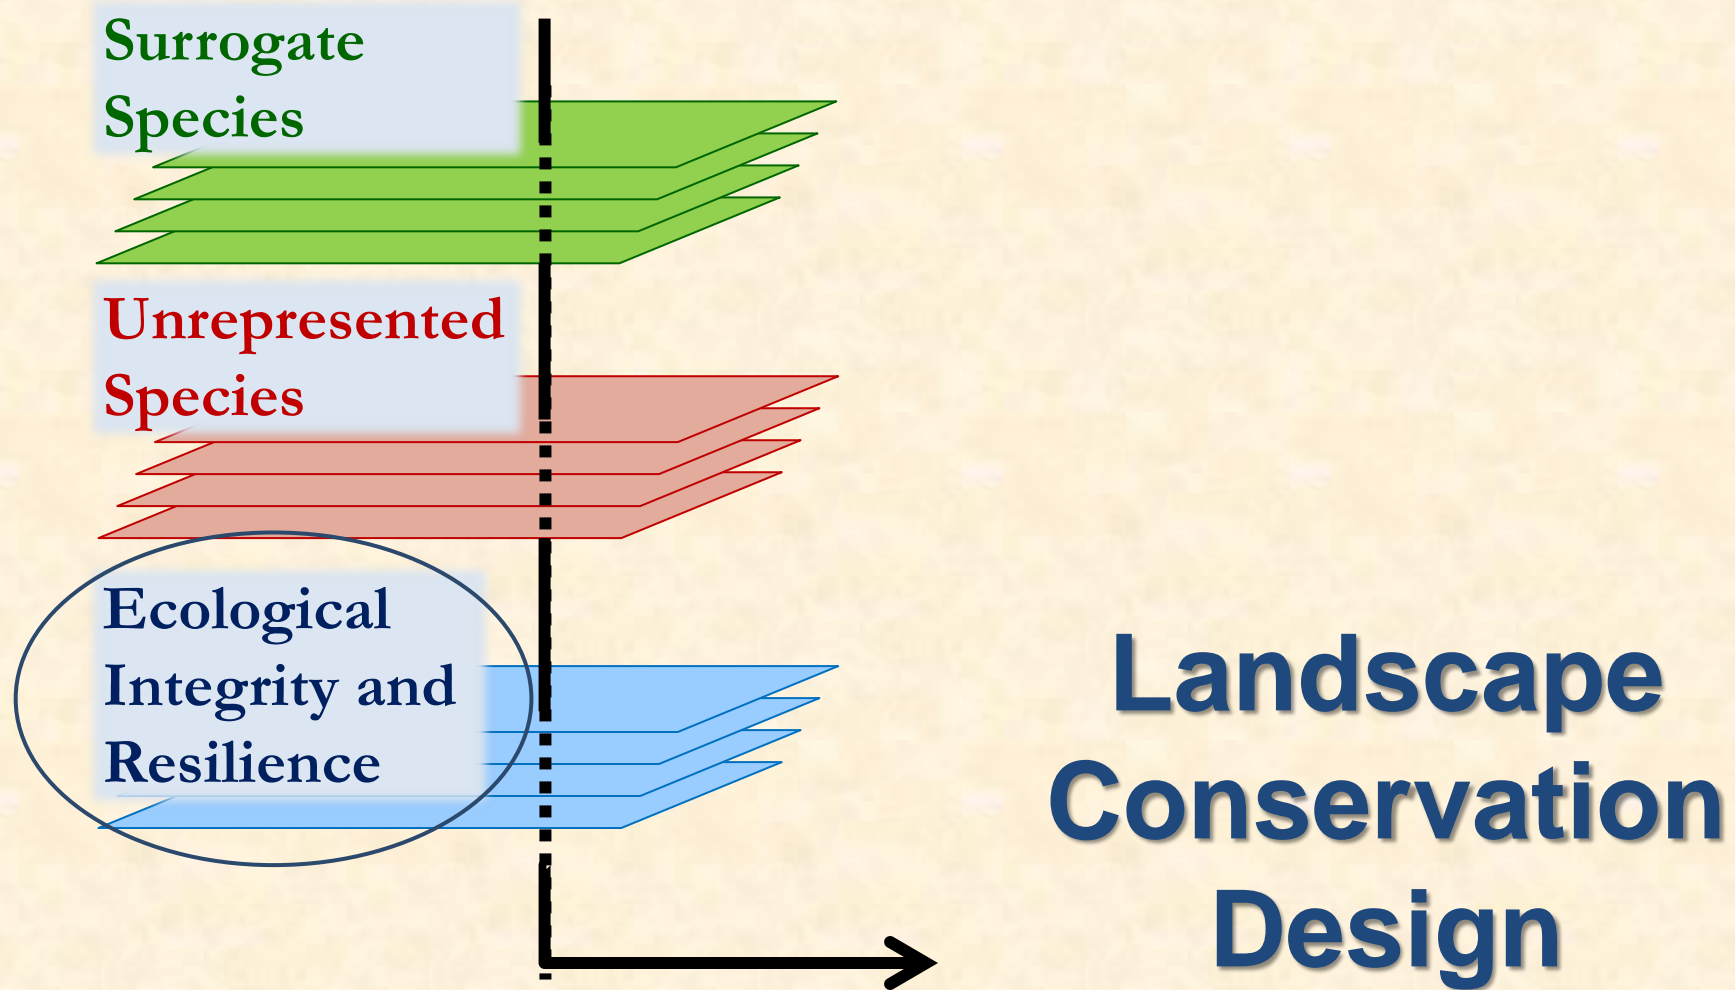 Surrogate
Species
Unrepresented
Species
Ecological
Integrity and
Resilience
Landscape
Conservation
Design